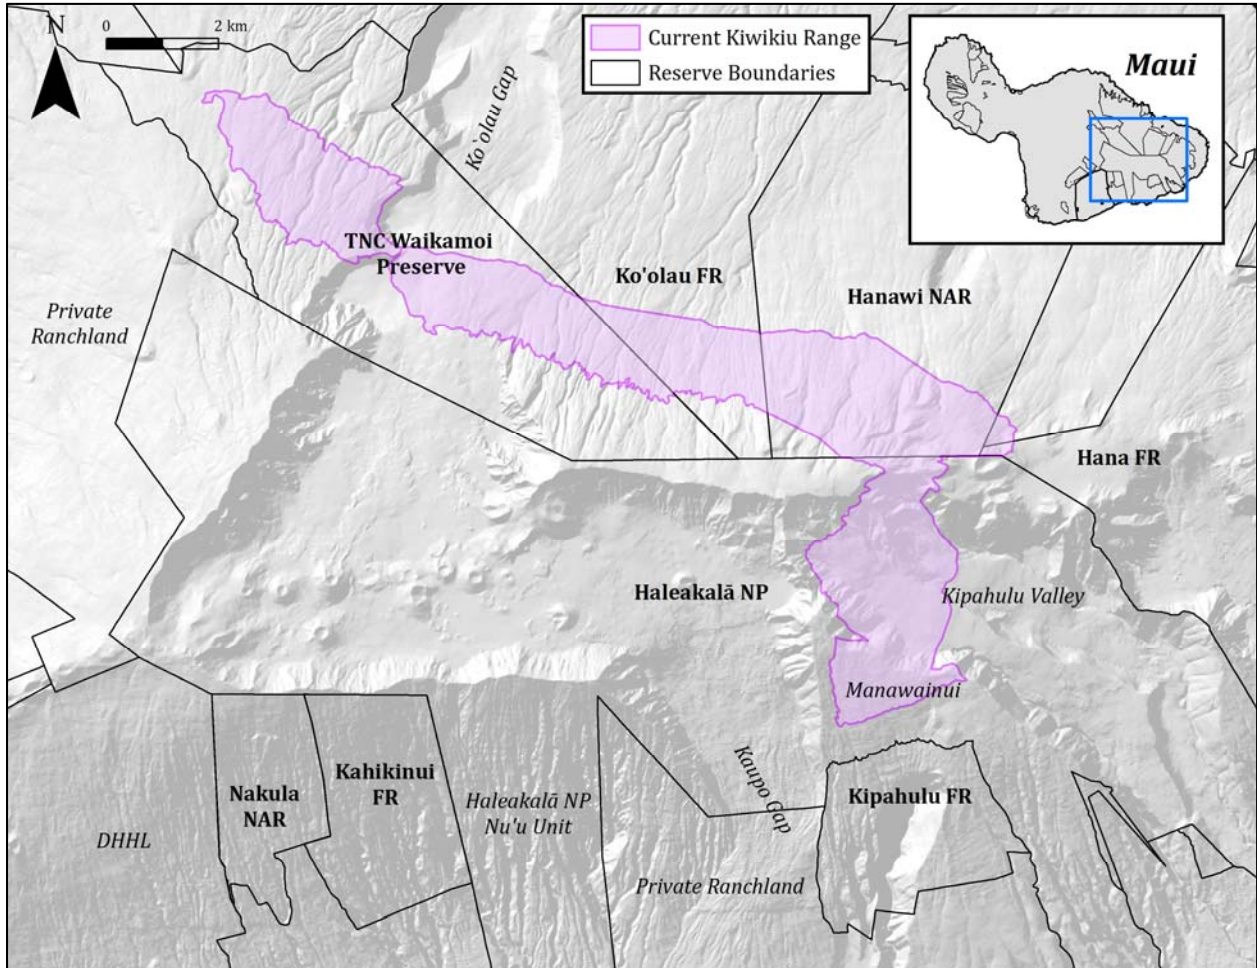 N
0 2 km
Current Kiwikiu Range
Reserve Boundaries
Maui
Ko`olau Gap
TNC Waikamoi
Preserve
Ko'olau FR
Hanawi NAR
Private
Ranchland
Hana FR
Haleakalā NP
Kipahulu Valley
Manawainui
Kaupo Gap
Nakula
NAR
Kahikinui
FR
Haleakalā NP
Nu'u Unit
Kipahulu FR
DHHL
Private Ranchland